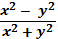 x² − y²
x² + y²